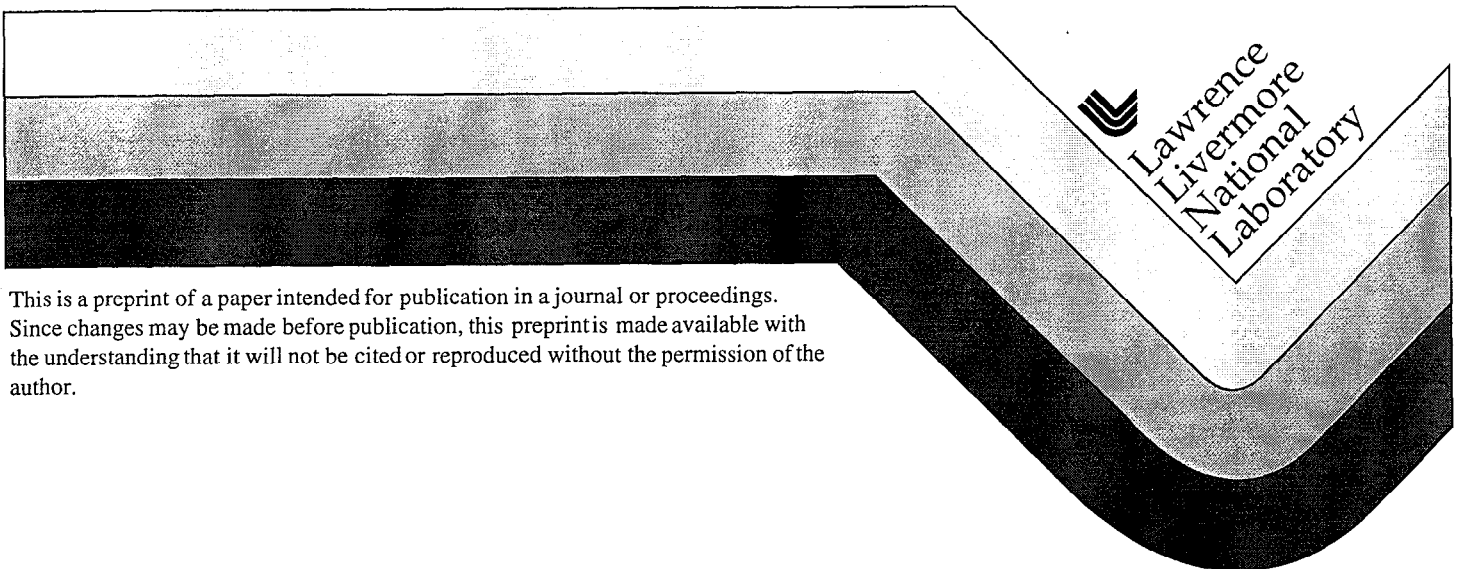 Lawrence
Livermore
National
Laboratory
This is a preprint of a paper intended for publication in a journal or proceedings.
Since changes may be made before publication, this preprint is made available with
the understanding that it will not be cited or reproduced without the permission of the
author.